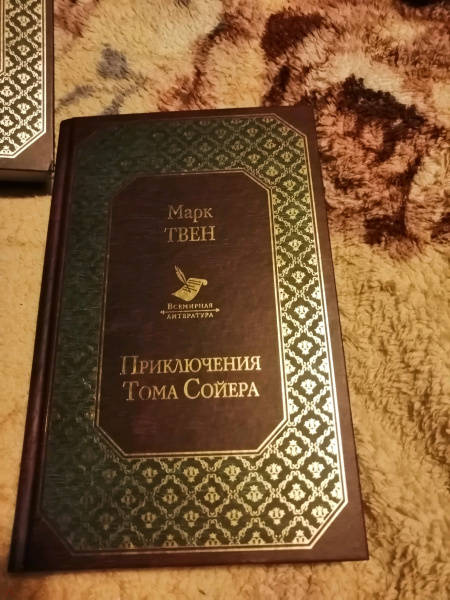 Марк
ТВЕН
Всемирная
литература
Приключения
Тома Сойера